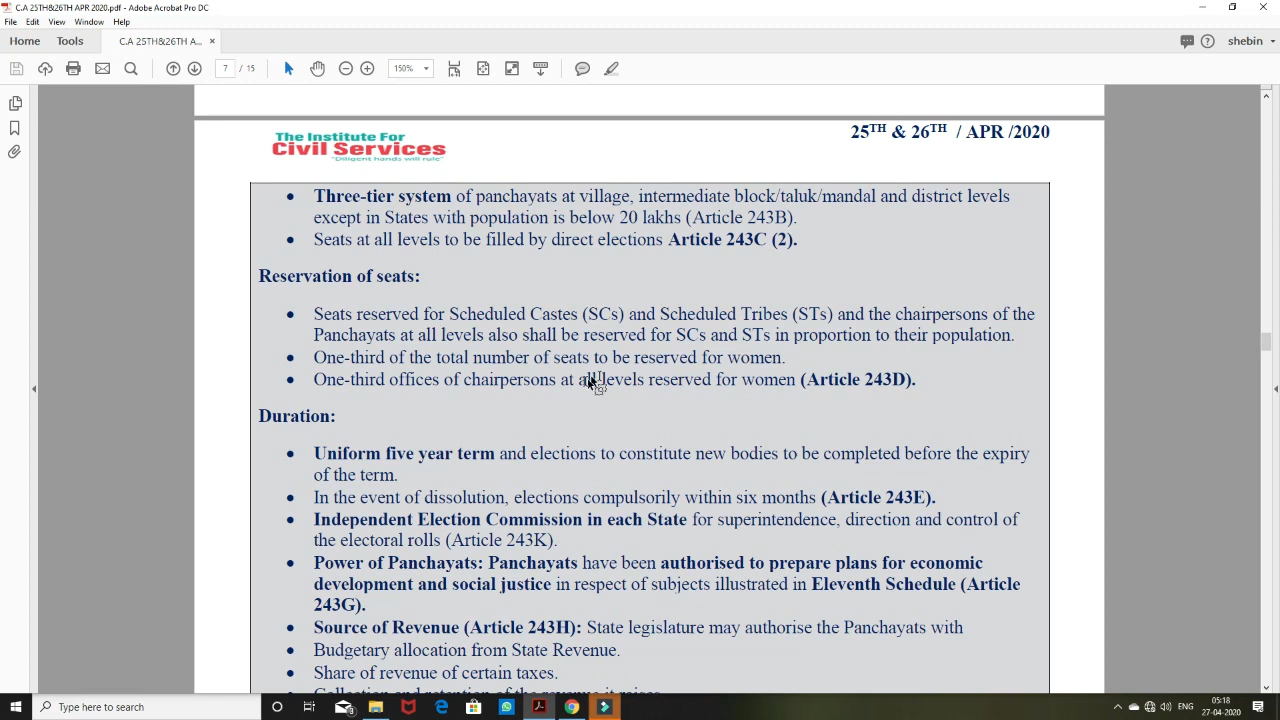 C.A 25TH&26TH APR 2020.pdf - Adobe Acrobat Pro DC
File Edit View Window Help
Home Tools C.A 25TH&26TH A... × shebin
7 / 15 150%
The Institute For
Civil Services
"Diligent hands will rule"
25TH & 26TH / APR /2020
• Three-tier system of panchayats at village, intermediate block/taluk/mandal and district levels
except in States with population is below 20 lakhs (Article 243B).
• Seats at all levels to be filled by direct elections Article 243C (2).
Reservation of seats:
• Seats reserved for Scheduled Castes (SCs) and Scheduled Tribes (STs) and the chairpersons of the
Panchayats at all levels also shall be reserved for SCs and STs in proportion to their population.
• One-third of the total number of seats to be reserved for women.
• One-third offices of chairpersons at all levels reserved for women (Article 243D).
Duration:
• Uniform five year term and elections to constitute new bodies to be completed before the expiry
of the term.
• In the event of dissolution, elections compulsorily within six months (Article 243E).
• Independent Election Commission in each State for superintendence, direction and control of
the electoral rolls (Article 243K).
• Power of Panchayats: Panchayats have been authorised to prepare plans for economic
development and social justice in respect of subjects illustrated in Eleventh Schedule (Article
243G).
• Source of Revenue (Article 243H): State legislature may authorise the Panchayats with
• Budgetary allocation from State Revenue.
• Share of revenue of certain taxes.
• Collection and retention of the revenue it raises.
Type here to search
ENG 05:18
27-04-2020